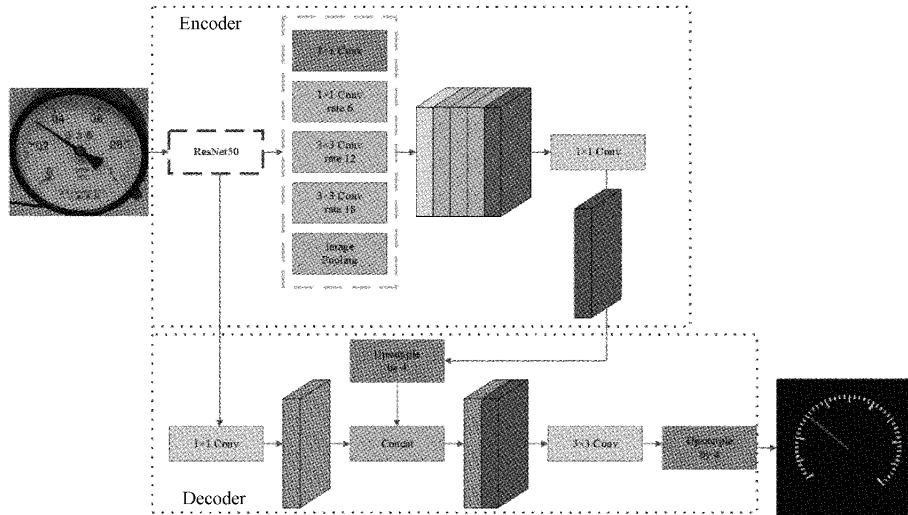 Encoder
1×1 Conv
1×1 Conv
rate 6
3×3 Conv
rate 12
3×3 Conv
rate 18
Image
Pooling
ResNet50
1×1 Conv
Upsample
by 4
1×1 Conv
Concat
3×3 Conv
Upsample
by 4
Decoder